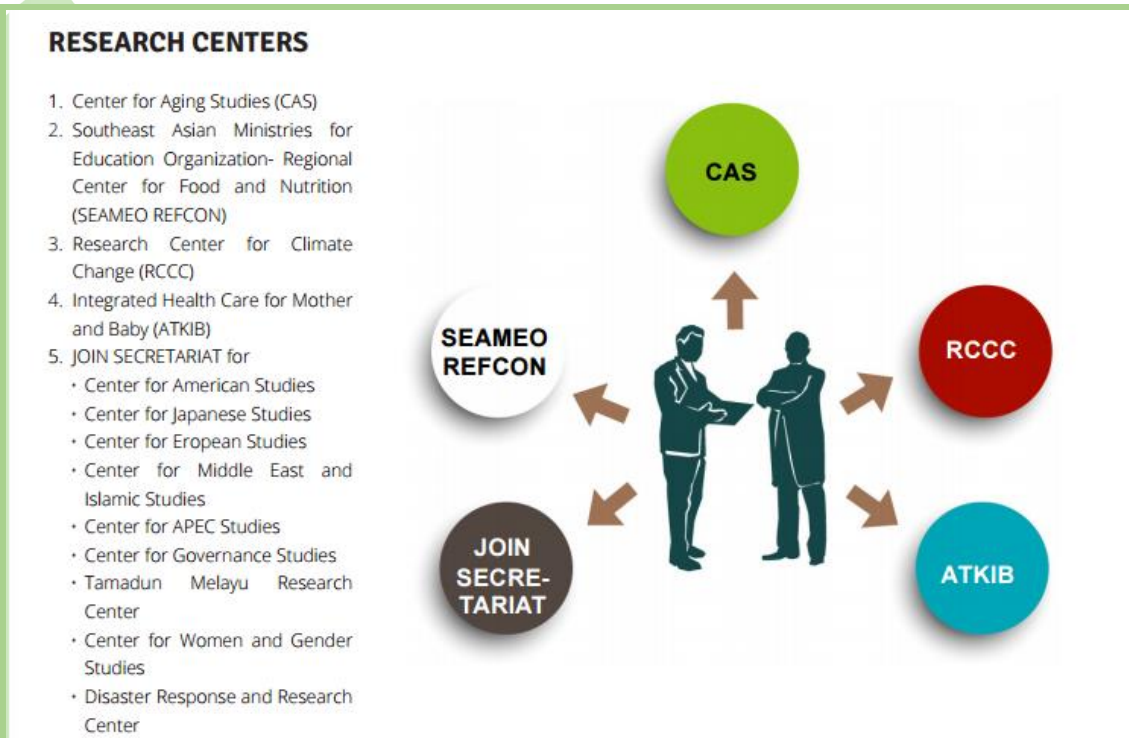 RESEARCH CENTERS
1. Center for Aging Studies (CAS)
2. Southeast Asian Ministries for
Education Organization- Regional
Center for Food and Nutrition
(SEAMEO REFCON)
3. Research Center for Climate
Change (RCCC)
4. Integrated Health Care for Mother
and Baby (ATKIB)
5. JOIN SECRETARIAT for
· Center for American Studies
· Center for Japanese Studies
· Center for Eropean Studies
· Center for Middle East and
Islamic Studies
· Center for APEC Studies
· Center for Governance Studies
· Tamadun Melayu Research
Center
· Center for Women and Gender
Studies
· Disaster Response and Research
Center
CAS
SEAMEO
REFCON
RCCC
JOIN
SECRE-
TARIAT
ATKIB